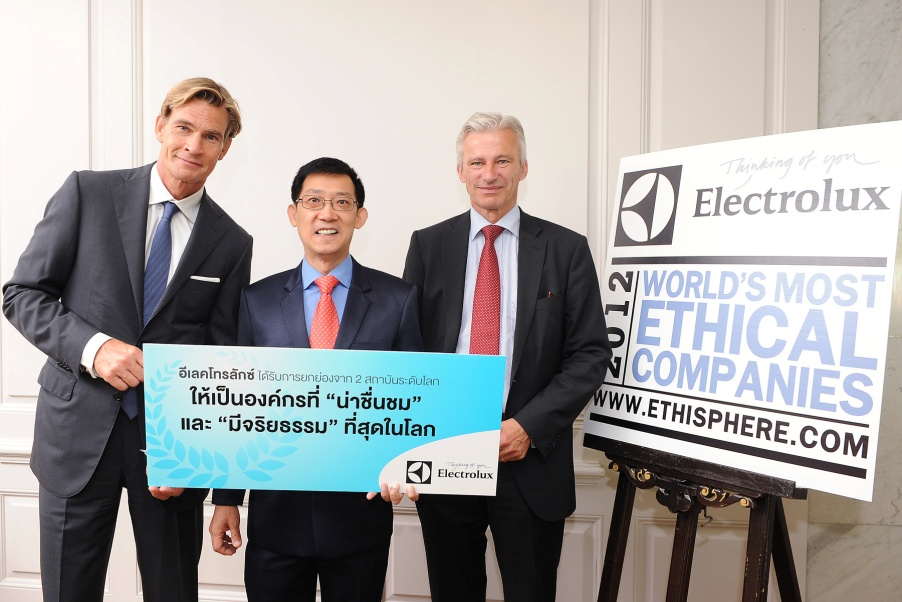 อีเลคโทรลักซ์ ได้รับการยกย่องจาก 2 สถาบันระดับโลก
ให้เป็นองค์กรที่ “น่าชื่นชม”
และ “มีจริยธรรม” ที่สุดในโลก
Thinking of you
Electrolux
Thinking of you
Electrolux
2012
WORLD'S MOST
ETHICAL
COMPANIES
WWW.ETHISPHERE.COM